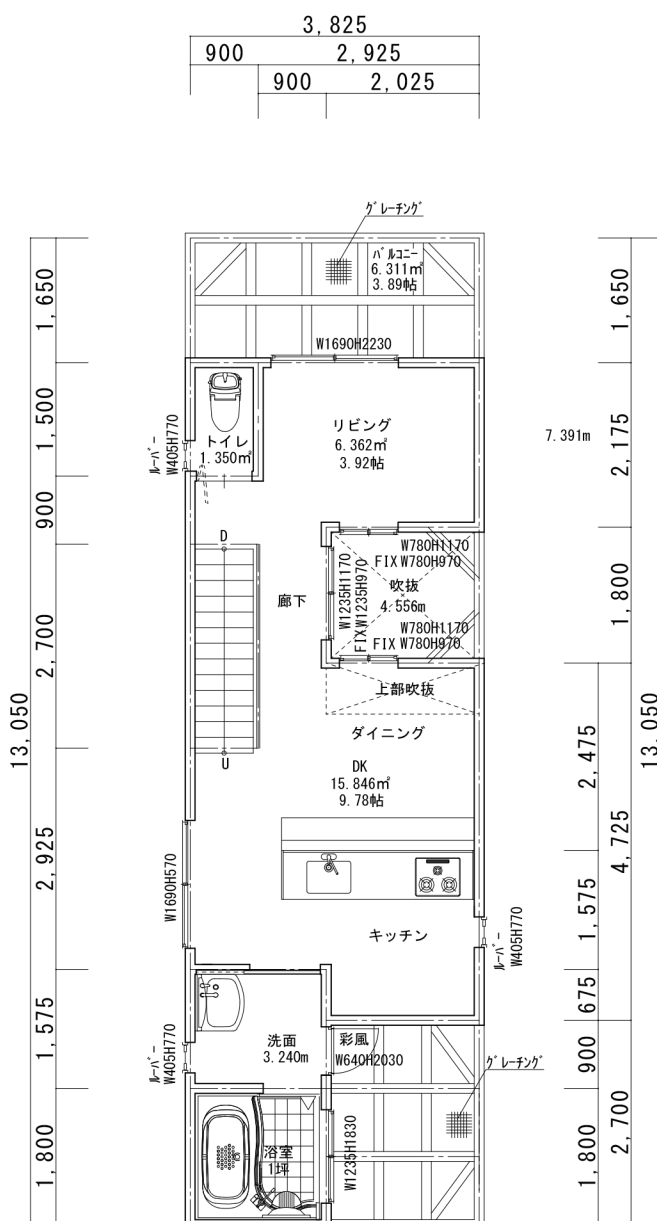 3,825
900
2,925
900
2,025
ｸﾞﾚｰﾁﾝｸﾞ
ﾊﾞﾙｺﾆｰ
6.311㎡
3.89帖
1,650
1,650
W1690H2230
1,500
ﾙｰﾊﾞｰ
W405H770
トイレ
1.350㎡
リビング
6.362㎡
3.92帖
7.391m
2,175
900
D
廊下
W1235H1170
FIX W1235H970
W780H1170
FIX W780H970
吹抜
4.556m
W780H1170
FIX W780H970
1,800
2,700
上部吹抜
ダイニング
U
DK
15.846㎡
9.78帖
2,475
13,050
13,050
4,725
2,925
W1690H570
キッチン
ﾙｰﾊﾞｰ
W405H770
1,575
675
1,575
ﾙｰﾊﾞｰ
W405H770
洗面
3.240m
彩風
W640H2030
ｸﾞﾚｰﾁﾝｸﾞ
900
2,700
1,800
浴室
1坪
W1235H1830
1,800